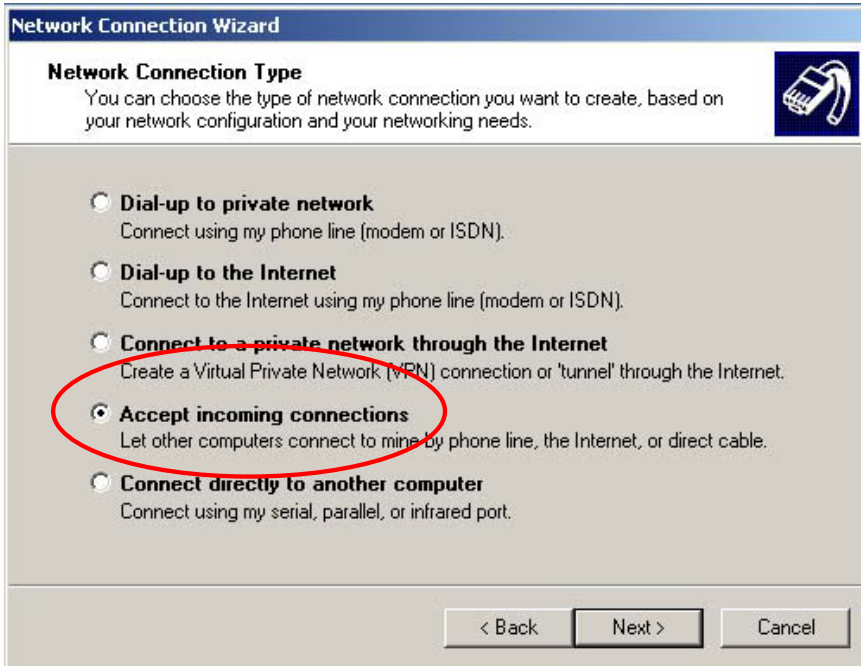 Network Connection Wizard
Network Connection Type
You can choose the type of network connection you want to create, based on
your network configuration and your networking needs.
Dial-up to private network
Connect using my phone line (modem or ISDN).
Dial-up to the Internet
Connect to the Internet using my phone line (modem or ISDN).
Connect to a private network through the Internet
Create a Virtual Private Network (VPN) connection or 'tunnel' through the Internet.
Accept incoming connections
Let other computers connect to mine by phone line, the Internet, or direct cable.
Connect directly to another computer
Connect using my serial, parallel, or infrared port.
< Back Next > Cancel